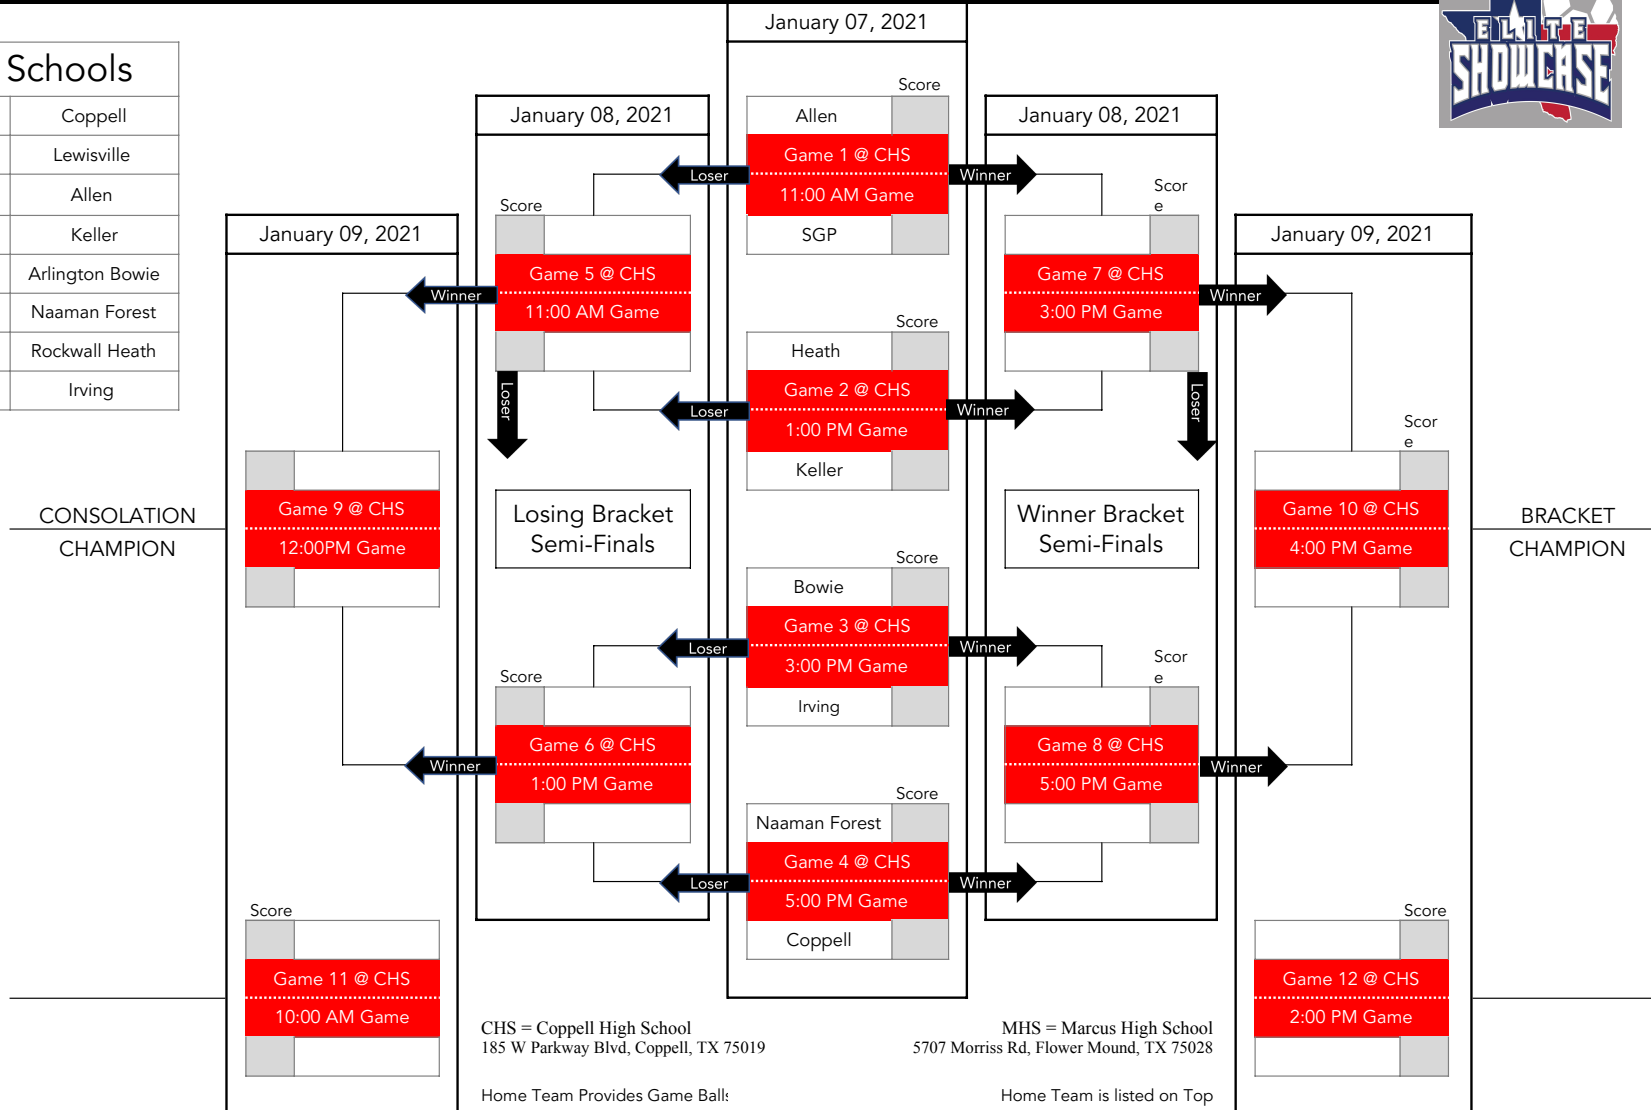 January 07, 2021
ELITE
SHOWCASE
Schools
Coppell
Lewisville
Allen
Keller
Arlington Bowie
Naaman Forest
Rockwall Heath
Irving
January 09, 2021
Winner
CONSOLATION
CHAMPION
Game 9 @ CHS
12:00PM Game
Winner
Score
Game 11 @ CHS
10:00 AM Game
January 08, 2021
Score
Game 5 @ CHS
11:00 AM Game
Loser
Losing Bracket
Semi-Finals
Score
Game 6 @ CHS
1:00 PM Game
Score
Allen
Game 1 @ CHS
11:00 AM Game
SGP
Loser
Winner
Score
Heath
Game 2 @ CHS
1:00 PM Game
Keller
Loser
Winner
Score
Bowie
Game 3 @ CHS
3:00 PM Game
Irving
Loser
Winner
Score
Naaman Forest
Game 4 @ CHS
5:00 PM Game
Coppell
Loser
Winner
January 08, 2021
Scor
e
Game 7 @ CHS
3:00 PM Game
Loser
Winner Bracket
Semi-Finals
Scor
e
Game 8 @ CHS
5:00 PM Game
January 09, 2021
Winner
Scor
e
Game 10 @ CHS
4:00 PM Game
BRACKET
CHAMPION
Winner
Score
Game 12 @ CHS
2:00 PM Game
CHS = Coppell High School
185 W Parkway Blvd, Coppell, TX 75019
Home Team Provides Game Balls
MHS = Marcus High School
5707 Morriss Rd, Flower Mound, TX 75028
Home Team is listed on Top